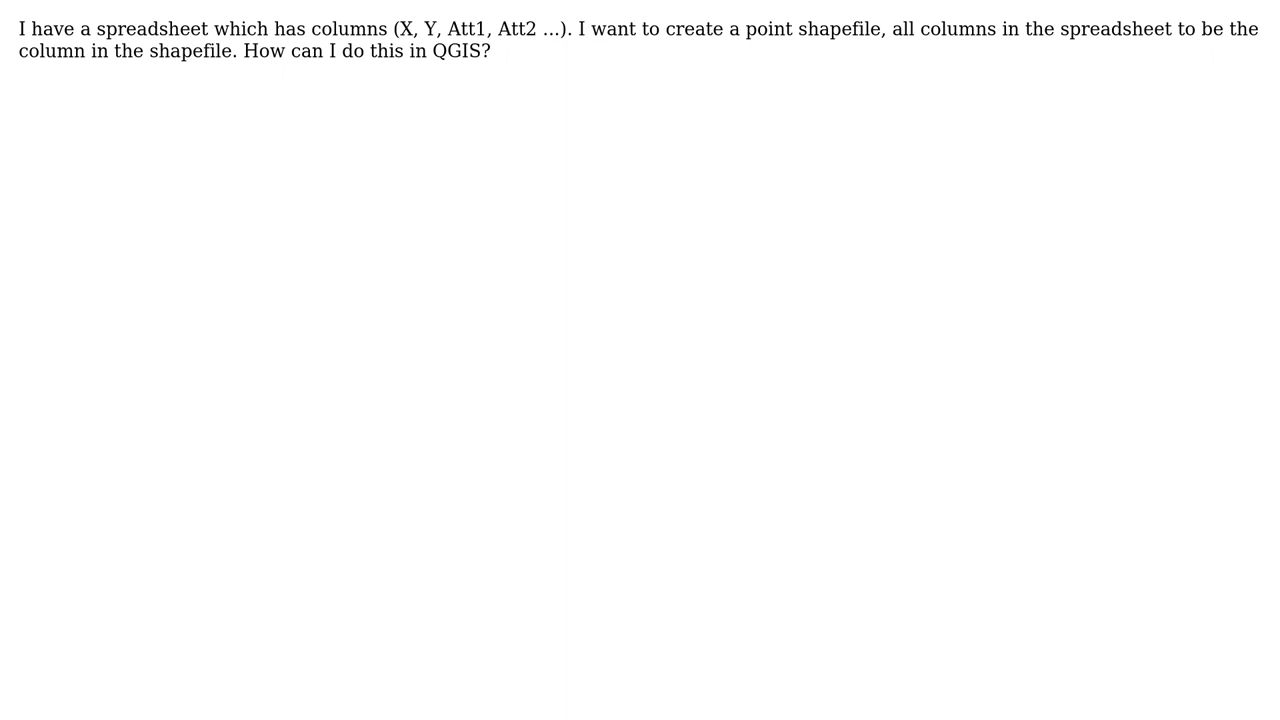 I have a spreadsheet which has columns (X, Y, Att1, Att2 ...). I want to create a point shapefile, all columns in the spreadsheet to be the
column in the shapefile. How can I do this in QGIS?